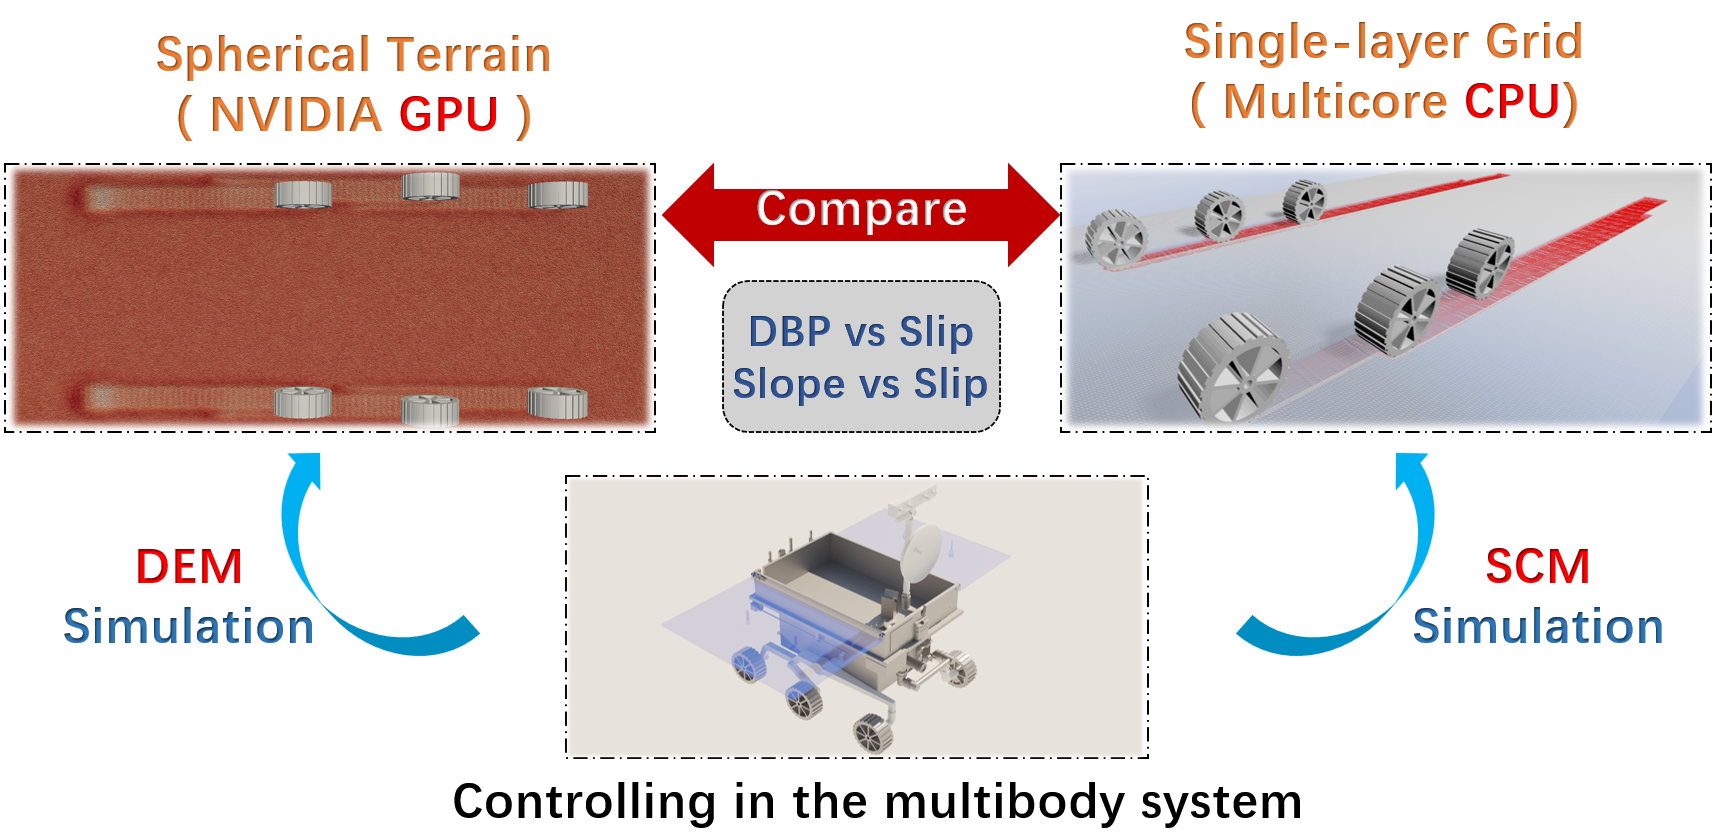 Spherical Terrain
( NVIDIA GPU )
Single-layer Grid
( Multicore CPU)
Compare
DBP vs Slip
Slope vs Slip
DEM
Simulation
SCM
Simulation
Controlling in the multibody system